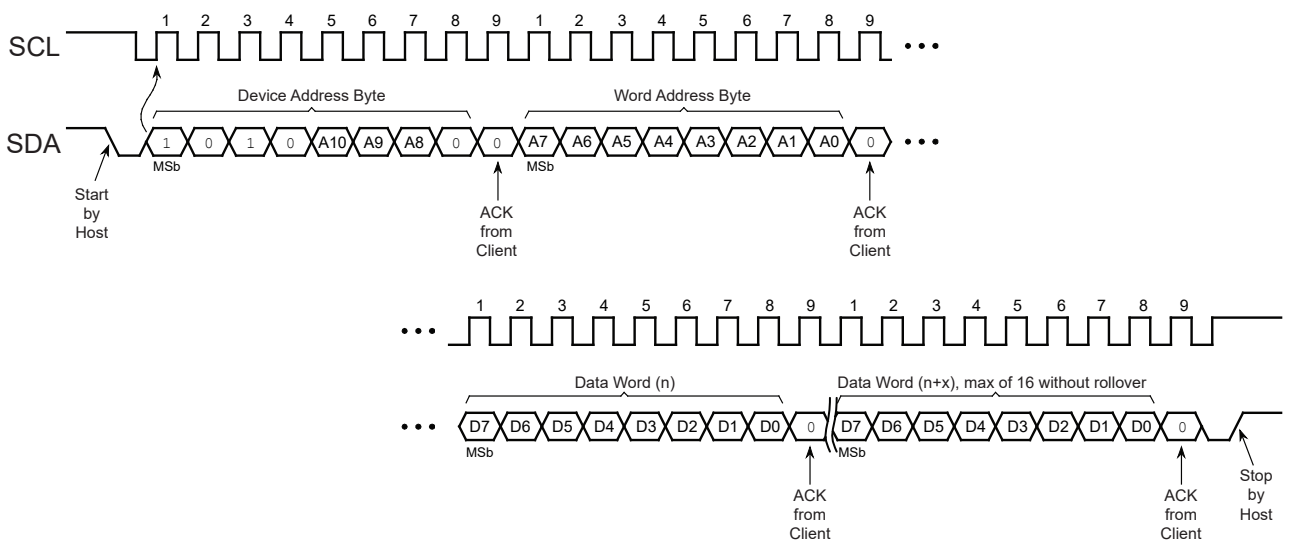 1 2 3 4 5 6 7 8 9 1 2 3 4 5 6 7 8 9
SCL
Device Address Byte Word Address Byte
SDA 1 0 1 0 A10 A9 A8 0 0 A7 A6 A5 A4 A3 A2 A1 A0 0
MSb MSb
Start
by
Host
ACK
from
Client
ACK
from
Client
1 2 3 4 5 6 7 8 9 1 2 3 4 5 6 7 8 9
Data Word (n) Data Word (n+x), max of 16 without rollover
D7 D6 D5 D4 D3 D2 D1 D0 0 D7 D6 D5 D4 D3 D2 D1 D0 0
MSb MSb
ACK
from
Client
ACK
from
Client
Stop
by
Host